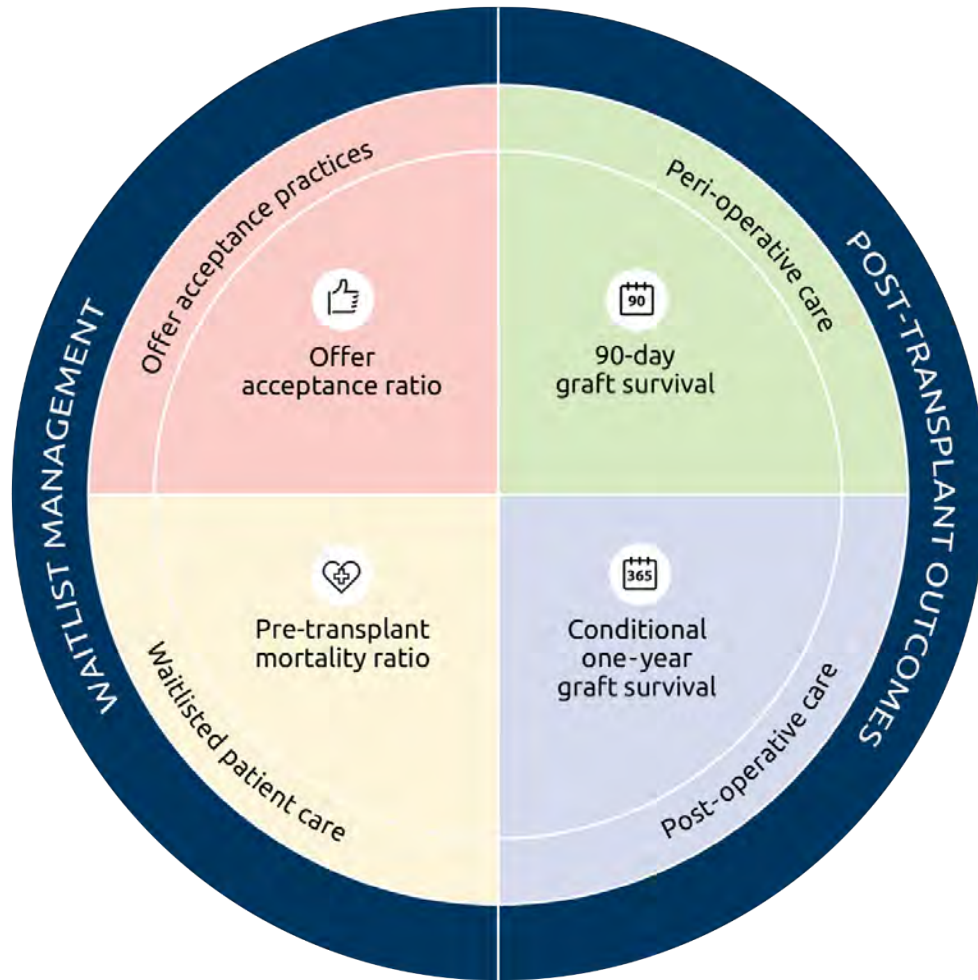 WAITLIST MANAGEMENT
POST-TRANSPLANT OUTCOMES
Offer acceptance practices
Offer
acceptance ratio
Peri-operative care
90
90-day
graft survival
Waitlisted patient care
Pre-transplant
mortality ratio
Post-operative care
365
Conditional
one-year
graft survival